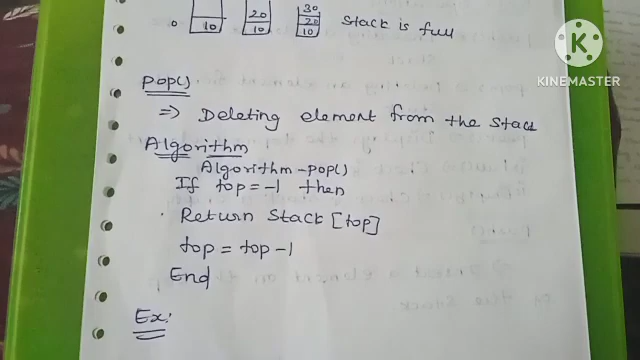 30
20 20
0 10 10 10 Stack is full
K
KINEMASTER
POP()
⇒ Deleting element from the Stack
Algorithm
Algorithm-POP()
If top=-1 then
Return Stack [top]
top = top -1
End
Ex: